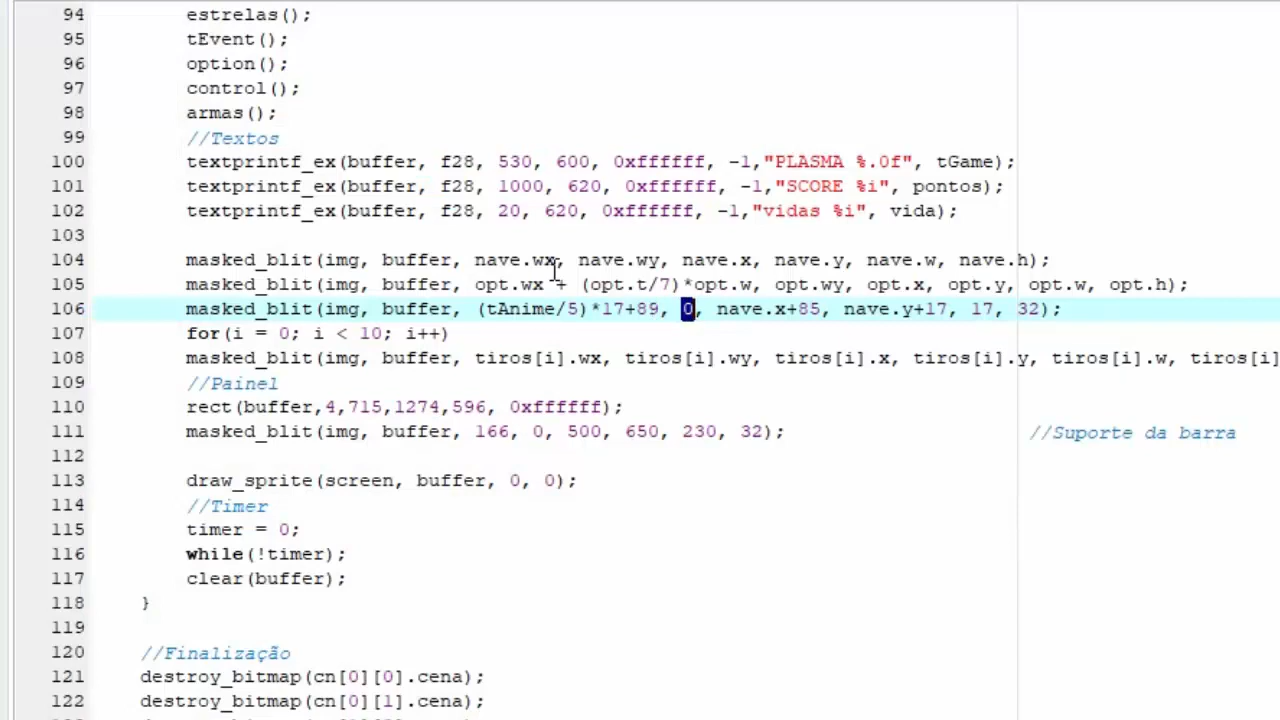 94 estrelas();
95 tEvent();
96 option();
97 control();
98 armas();
99 //Textos
100 textprintf_ex(buffer, f28, 530, 600, 0xffffff, -1,"PLASMA %.0f", tGame);
101 textprintf_ex(buffer, f28, 1000, 620, 0xffffff, -1,"SCORE %i", pontos);
102 textprintf_ex(buffer, f28, 20, 620, 0xffffff, -1,"vidas %i", vida);
103
104 masked_blit(img, buffer, nave.wx, nave.wy, nave.x, nave.y, nave.w, nave.h);
105 masked_blit(img, buffer, opt.wx + (opt.t/7)*opt.w, opt.wy, opt.x, opt.y, opt.w, opt.h);
106 masked_blit(img, buffer, (tAnime/5)*17+89, 0, nave.x+85, nave.y+17, 17, 32);
107 for(i = 0; i < 10; i++)
108 masked_blit(img, buffer, tiros[i].wx, tiros[i].wy, tiros[i].x, tiros[i].y, tiros[i].w, tiros[i]
109 //Painel
110 rect(buffer,4,715,1274,596, 0xffffff);
111 masked_blit(img, buffer, 166, 0, 500, 650, 230, 32); //Suporte da barra
112
113 draw_sprite(screen, buffer, 0, 0);
114 //Timer
115 timer = 0;
116 while(!timer);
117 clear(buffer);
118 }
119
120 //Finalização
121 destroy_bitmap(cn[0][0].cena);
122 destroy_bitmap(cn[0][1].cena);